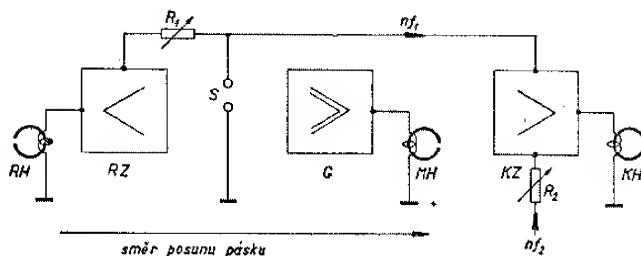 R₁
nf₁
S
RH
RZ
G
MH
KZ
R₂
KH
nf₂
směr posunu pásku